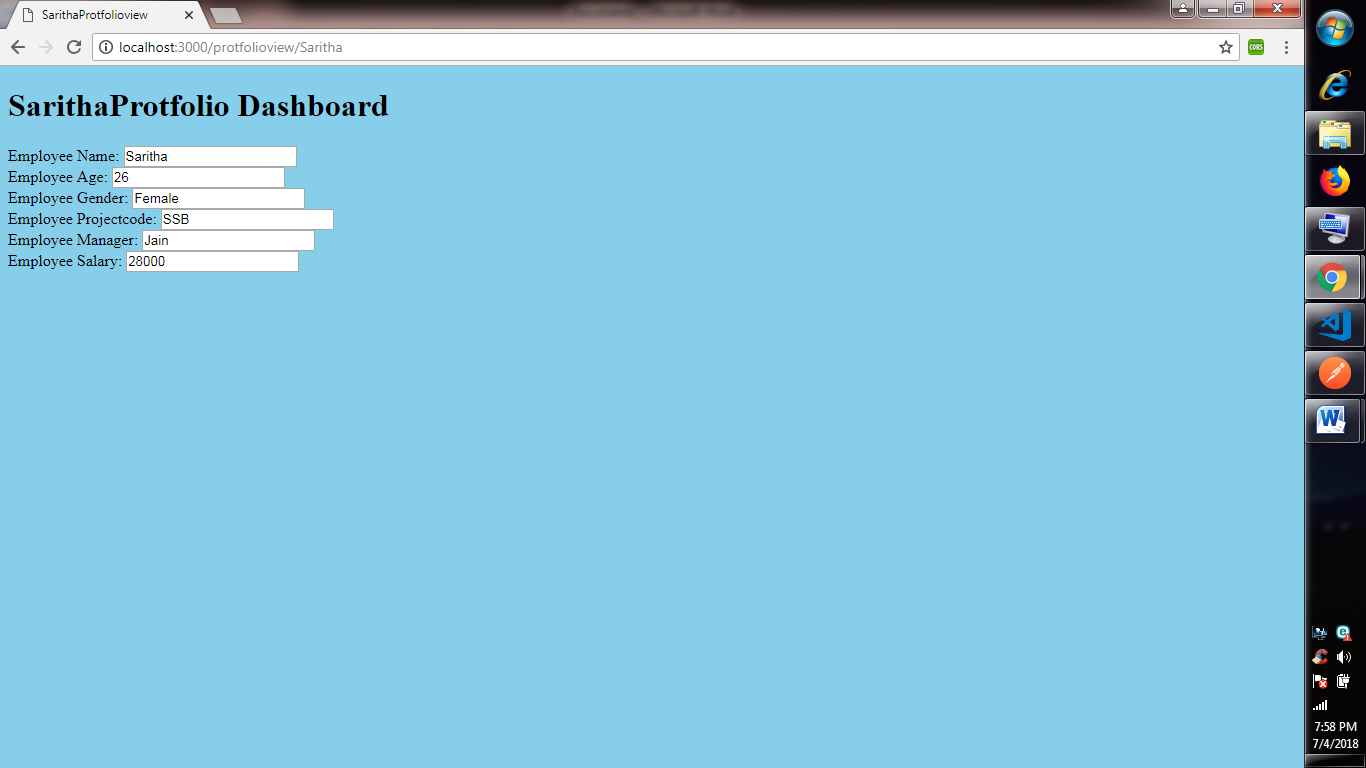 SarithaProtfolioview
localhost:3000/protfolioview/Saritha
CORS
SarithaProtfolio Dashboard
Employee Name: Saritha
Employee Age: 26
Employee Gender: Female
Employee Projectcode: SSB
Employee Manager: Jain
Employee Salary: 28000
7:58 PM
7/4/2018